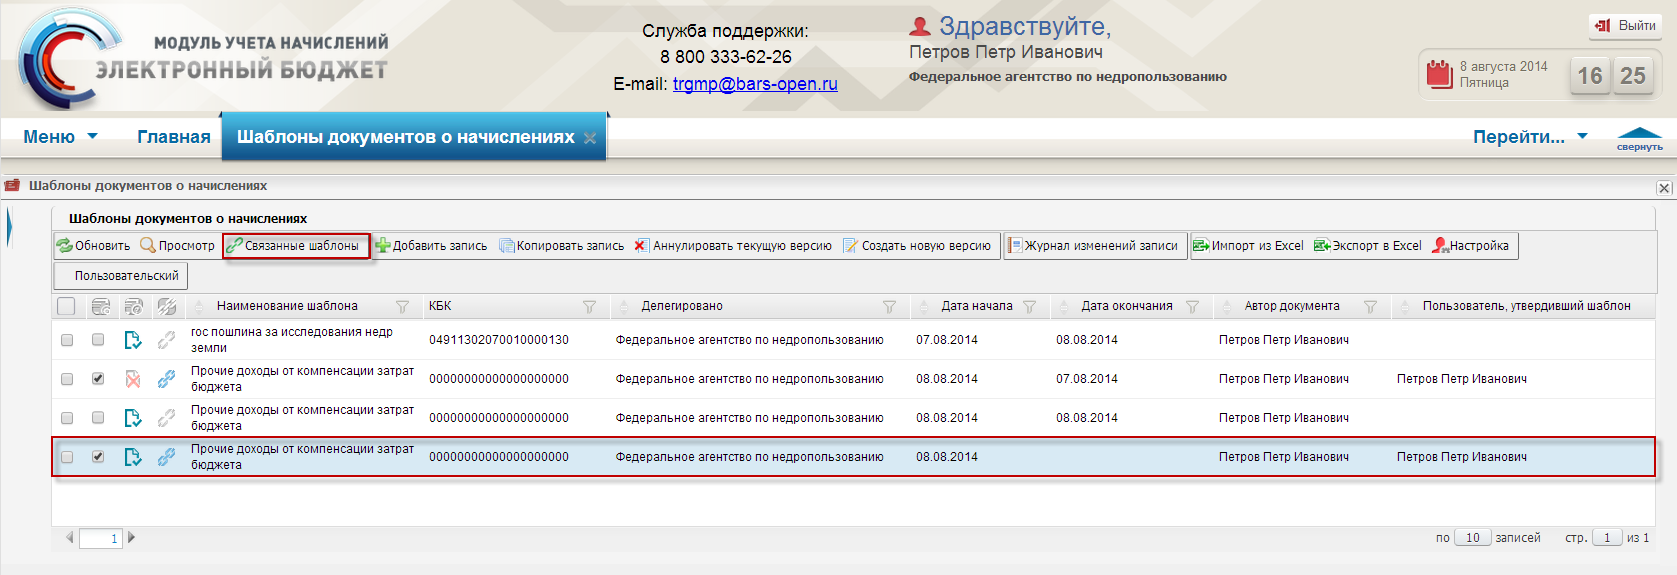 МОДУЛЬ УЧЕТА НАЧИСЛЕНИЙ
ЭЛЕКТРОННЫЙ БЮДЖЕТ
Служба поддержки:
8 800 333-62-26
E-mail: trgmp@bars-open.ru
Здравствуйте,
Петров Петр Иванович
Федеральное агентство по недропользованию
Выйти
8 августа 2014
Пятница
16 25
Меню Главная Шаблоны документов о начислениях Перейти... свернуть
Шаблоны документов о начислениях
Шаблоны документов о начислениях
Обновить Просмотр Связанные шаблоны Добавить запись Копировать запись Аннулировать текущую версию Создать новую версию Журнал изменений записи Импорт из Excel Экспорт в Excel Настройка
Пользовательский
Наименование шаблона КБК Делегировано Дата начала Дата окончания Автор документа Пользователь, утвердивший шаблон
гос пошлина за исследования недр
земли 04911302070010000130 Федеральное агентство по недропользованию 07.08.2014 08.08.2014 Петров Петр Иванович
Прочие доходы от компенсации затрат
бюджета 00000000000000000000 Федеральное агентство по недропользованию 08.08.2014 07.08.2014 Петров Петр Иванович Петров Петр Иванович
Прочие доходы от компенсации затрат
бюджета 00000000000000000000 Федеральное агентство по недропользованию 08.08.2014 08.08.2014 Петров Петр Иванович
Прочие доходы от компенсации затрат
бюджета 00000000000000000000 Федеральное агентство по недропользованию 08.08.2014 Петров Петр Иванович Петров Петр Иванович
1 по 10 записей стр. 1 из 1